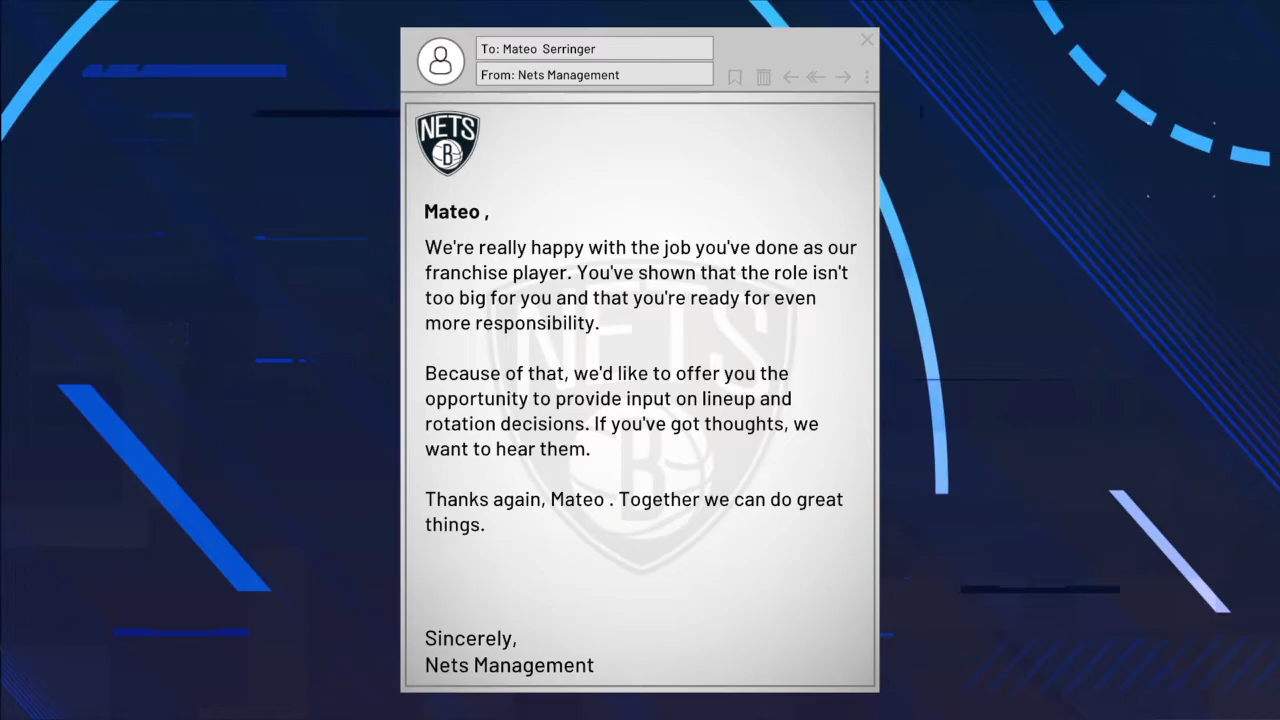 To: Mateo  Serringer
From: Nets Management
NETS
B
Mateo ,
We're really happy with the job you've done as our
franchise player. You've shown that the role isn't
too big for you and that you're ready for even
more responsibility.
Because of that, we'd like to offer you the
opportunity to provide input on lineup and
rotation decisions. If you've got thoughts, we
want to hear them.
Thanks again, Mateo . Together we can do great
things.
Sincerely,
Nets Management
NETS
B